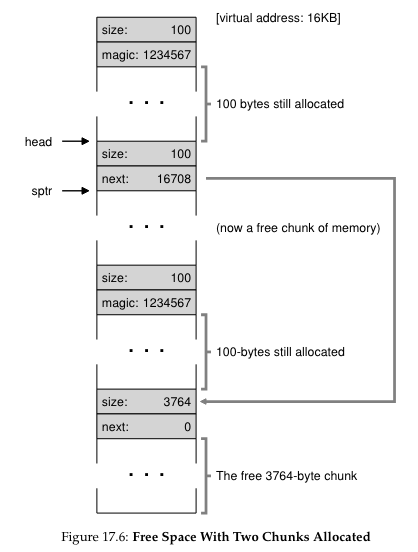 size: 100
[virtual address: 16KB]
magic: 1234567
. . .
100 bytes still allocated
head
size: 100
next: 16708
sptr
. . .
(now a free chunk of memory)
size: 100
magic: 1234567
. . .
100-bytes still allocated
size: 3764
next: 0
. . .
The free 3764-byte chunk
Figure 17.6: Free Space With Two Chunks Allocated